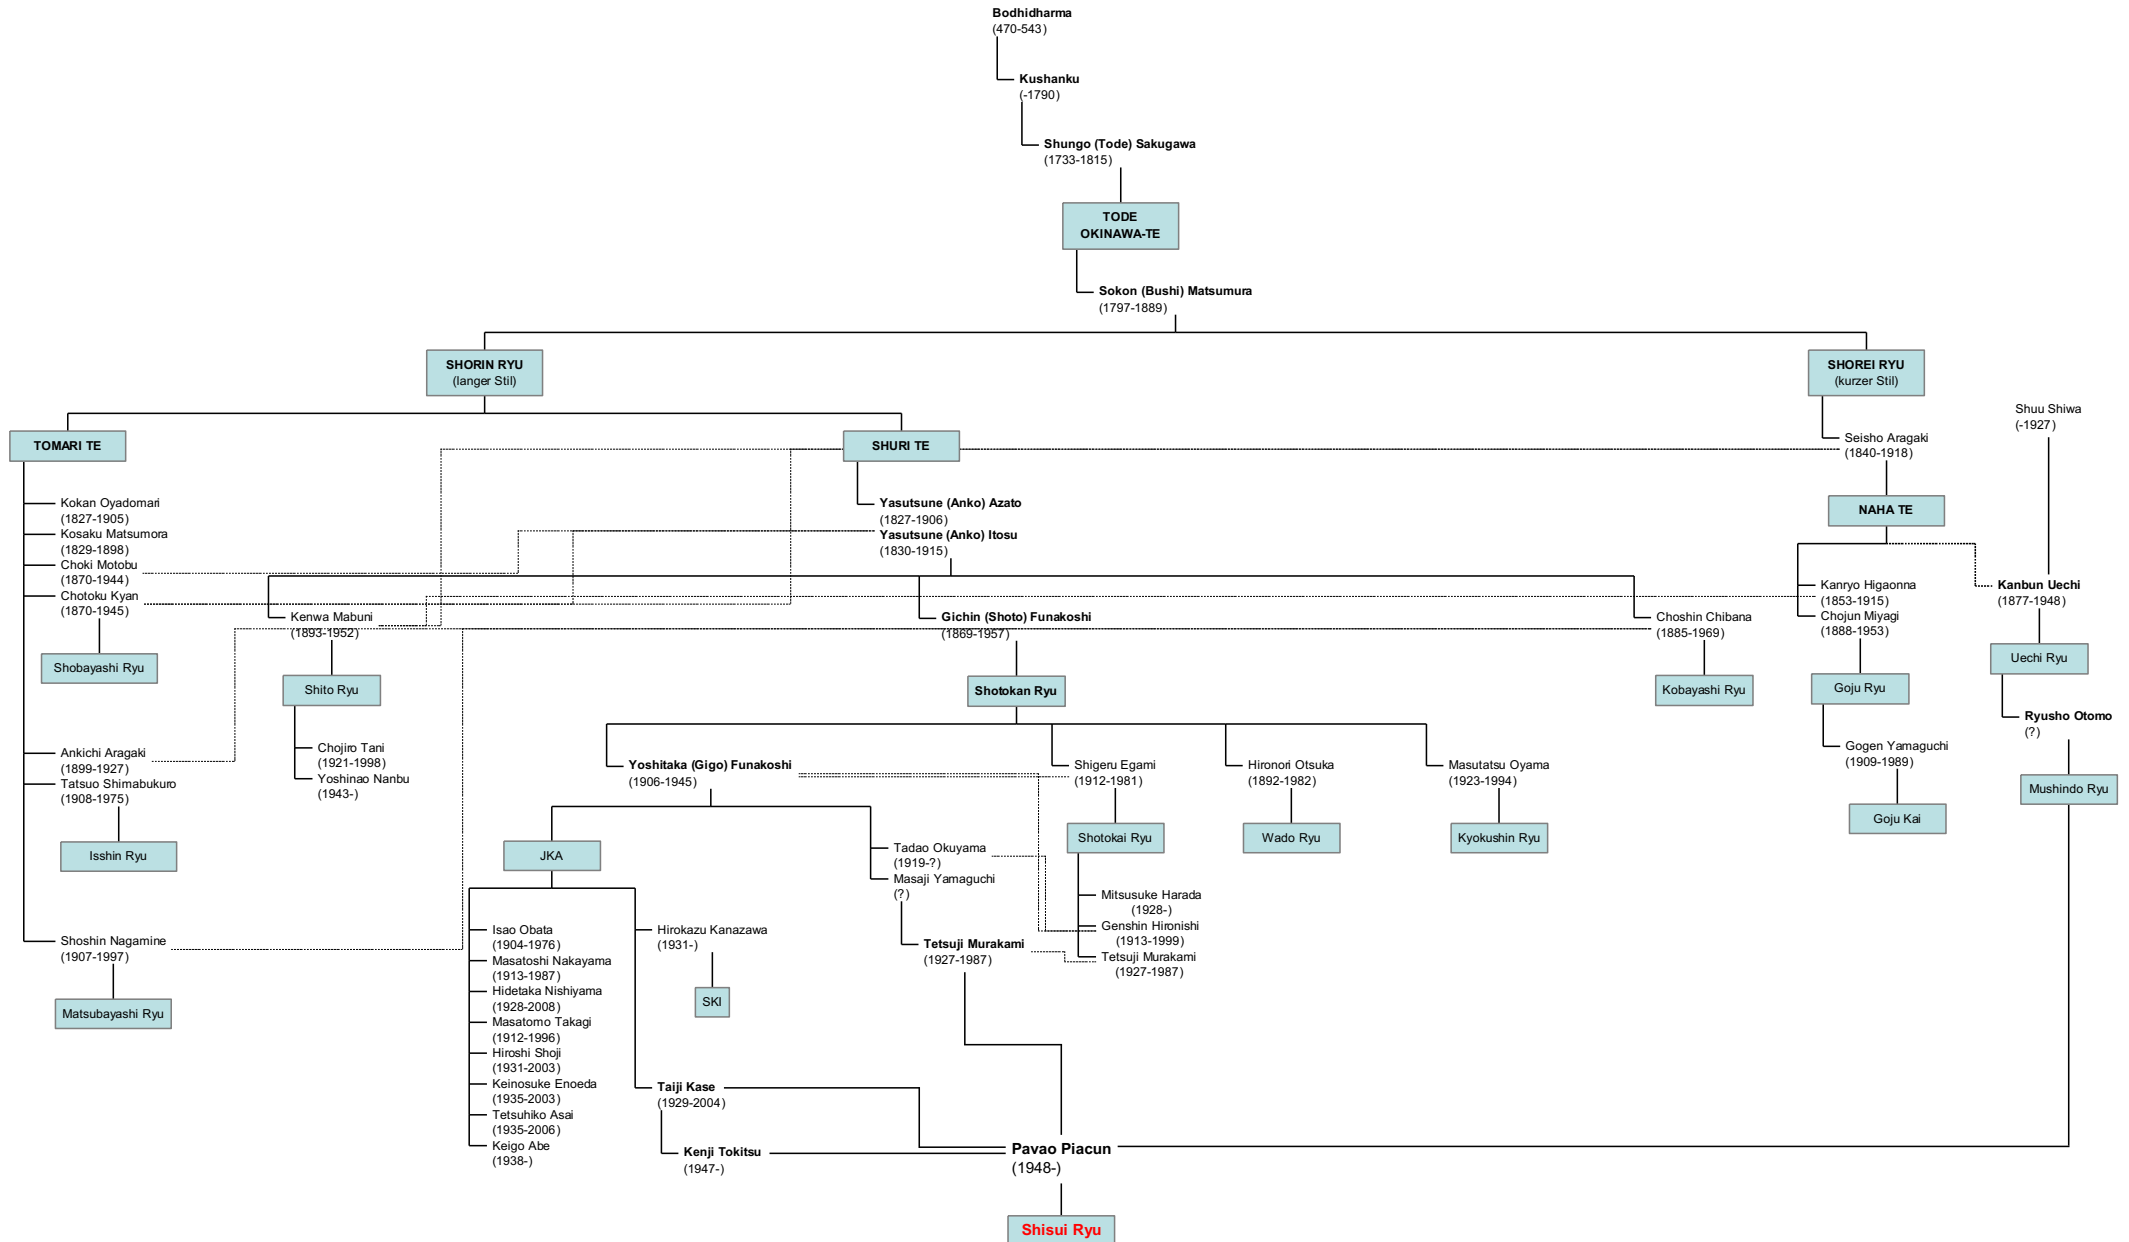 Bodhidharma
(470-543)
Kushanku
(-1790)
Shungo (Tode) Sakugawa
(1733-1815)
TODE
OKINAWA-TE
Sokon (Bushi) Matsumura
(1797-1889)
SHORIN RYU
(langer Stil)
SHOREI RYU
(kurzer Stil)
TOMARI TE
Kokan Oyadomari
(1827-1905)
Kosaku Matsumora
(1829-1898)
Choki Motobu
(1870-1944)
Chotoku Kyan
(1870-1945)
Shobayashi Ryu
Ankichi Aragaki
(1899-1927)
Tatsuo Shimabukuro
(1908-1975)
Isshin Ryu
Shoshin Nagamine
(1907-1997)
Matsubayashi Ryu
SHURI TE
Yasutsune (Anko) Azato
(1827-1906)
Yasutsune (Anko) Itosu
(1830-1915)
Kenwa Mabuni
(1893-1952)
Shito Ryu
Chojiro Tani
(1921-1998)
Yoshinao Nanbu
(1943-)
Gichin (Shoto) Funakoshi
(1869-1957)
Shotokan Ryu
Choshin Chibana
(1885-1969)
Kobayashi Ryu
Yoshitaka (Gigo) Funakoshi
(1906-1945)
Shigeru Egami
(1912-1981)
Hironori Otsuka
(1892-1982)
Masutatsu Oyama
(1923-1994)
JKA
Shotokai Ryu
Wado Ryu
Kyokushin Ryu
Tadao Okuyama
(1919-?)
Masaji Yamaguchi
(?)
Mitsusuke Harada
(1928-)
Genshin Hironishi
(1913-1999)
Tetsuji Murakami
(1927-1987)
Isao Obata
(1904-1976)
Masatoshi Nakayama
(1913-1987)
Hidetaka Nishiyama
(1928-2008)
Masatomo Takagi
(1912-1996)
Hiroshi Shoji
(1931-2003)
Keinosuke Enoeda
(1935-2003)
Tetsuhiko Asai
(1935-2006)
Keigo Abe
(1938-)
Hirokazu Kanazawa
(1931-)
SKI
Tetsuji Murakami
(1927-1987)
Taiji Kase
(1929-2004)
Kenji Tokitsu
(1947-)
Shuu Shiwa
(-1927)
Seisho Aragaki
(1840-1918)
NAHA TE
Kanryo Higaonna
(1853-1915)
Chojun Miyagi
(1888-1953)
Goju Ryu
Gogen Yamaguchi
(1909-1989)
Goju Kai
Kanbun Uechi
(1877-1948)
Uechi Ryu
Ryusho Otomo
(?)
Mushindo Ryu
Pavao Piacun
(1948-)
Shisui Ryu